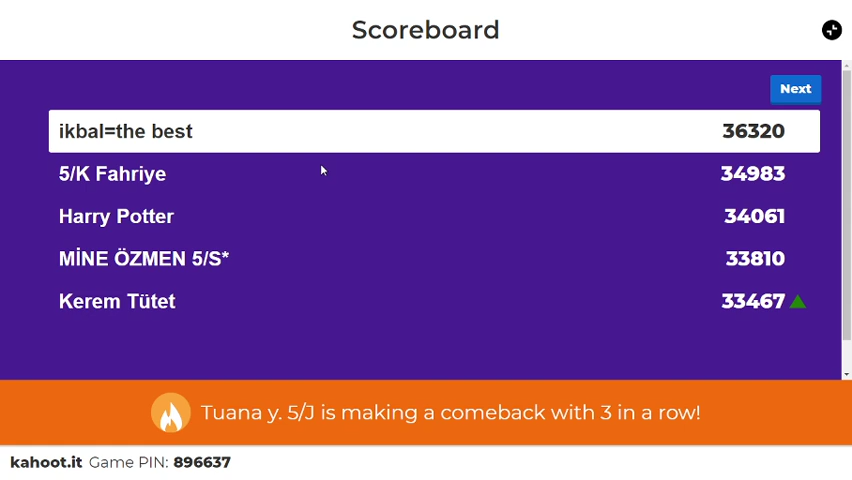 Scoreboard
Next
ikbal=the best 36320
5/K Fahriye 34983
Harry Potter 34061
MİNE ÖZMEN 5/S* 33810
Kerem Tütet 33467
Tuana y. 5/J is making a comeback with 3 in a row!
kahoot.it Game PIN: 896637